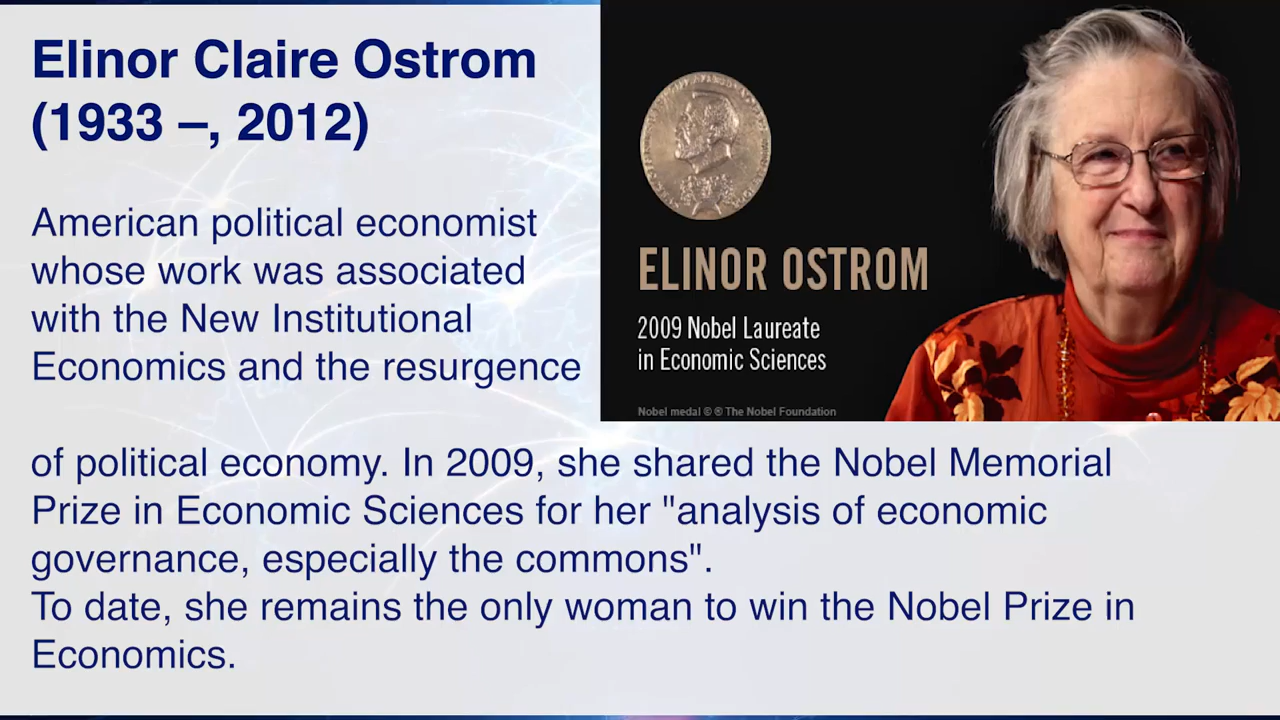 Elinor Claire Ostrom
(1933 –, 2012)
American political economist
whose work was associated
with the New Institutional
Economics and the resurgence
of political economy. In 2009, she shared the Nobel Memorial
Prize in Economic Sciences for her "analysis of economic
governance, especially the commons".
To date, she remains the only woman to win the Nobel Prize in
Economics.
ELINOR OSTROM
2009 Nobel Laureate
in Economic Sciences
Nobel medal © ® The Nobel Foundation